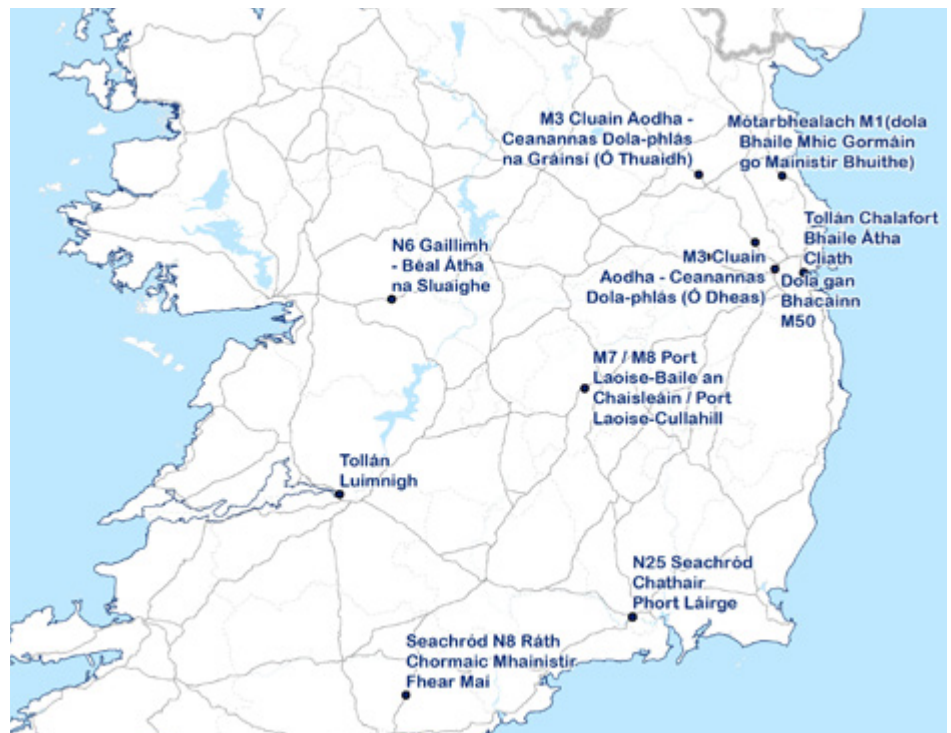 M3 Cluain Aodha -
Ceanannas Dola-phlás
na Gráinsí (Ó Thuaidh)
Mótarbhealach M1(dola
Bhaile Mhic Gormáin
go Mainistir Bhuithe)
Tollán Chalafort
Bhaile Átha
Cliath
N6 Gaillimh
- Béal Átha
na Sluaighe
M3 Cluain
Aodha - Ceanannas
Dola-phlás (Ó Dheas)
Dola gan
Bhacainn
M50
M7 / M8 Port
Laoise-Baile an
Chaisleáin / Port
Laoise-Cullahill
Tollán
Luimnigh
N25 Seachród
Chathair
Phort Láirge
Seachród N8 Ráth
Chormaic Mhainistir
Fhear Maí